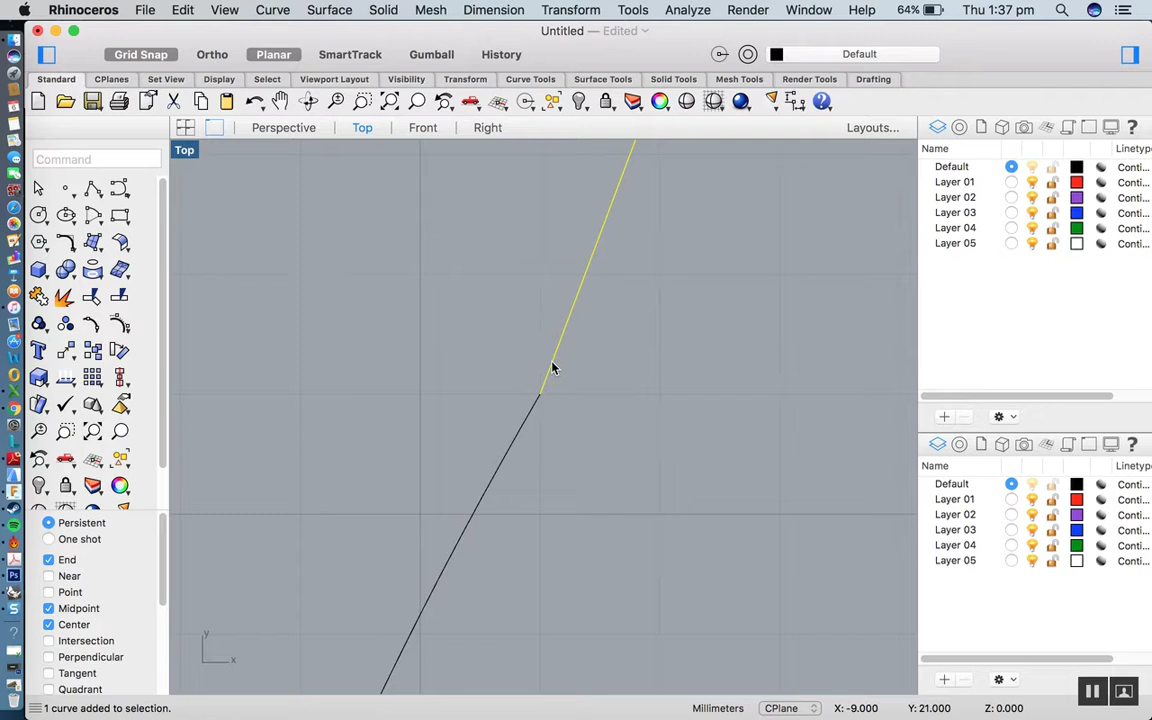 Rhinoceros File Edit View Curve Surface Solid Mesh Dimension Transform Tools Analyze Render Window Help 64% Thu 1:37 pm
Untitled — Edited
Grid Snap Ortho Planar SmartTrack Gumball History Default
Standard CPlanes Set View Display Select Viewport Layout Visibility Transform Curve Tools Surface Tools Solid Tools Mesh Tools Render Tools Drafting
Perspective Top Front Right Layouts...
Top
Command
Name Linetyp
Default Conti...
Layer 01 Conti...
Layer 02 Conti...
Layer 03 Conti...
Layer 04 Conti...
Layer 05 Conti...
Name Linetyp
Default Conti...
Layer 01 Conti...
Layer 02 Conti...
Layer 03 Conti...
Layer 04 Conti...
Layer 05 Conti...
Persistent
One shot
End
Near
Point
Midpoint
Center
Intersection
Perpendicular
Tangent
Quadrant
y
x
1 curve added to selection. Millimeters CPlane X: -9.000 Y: 21.000 Z: 0.000